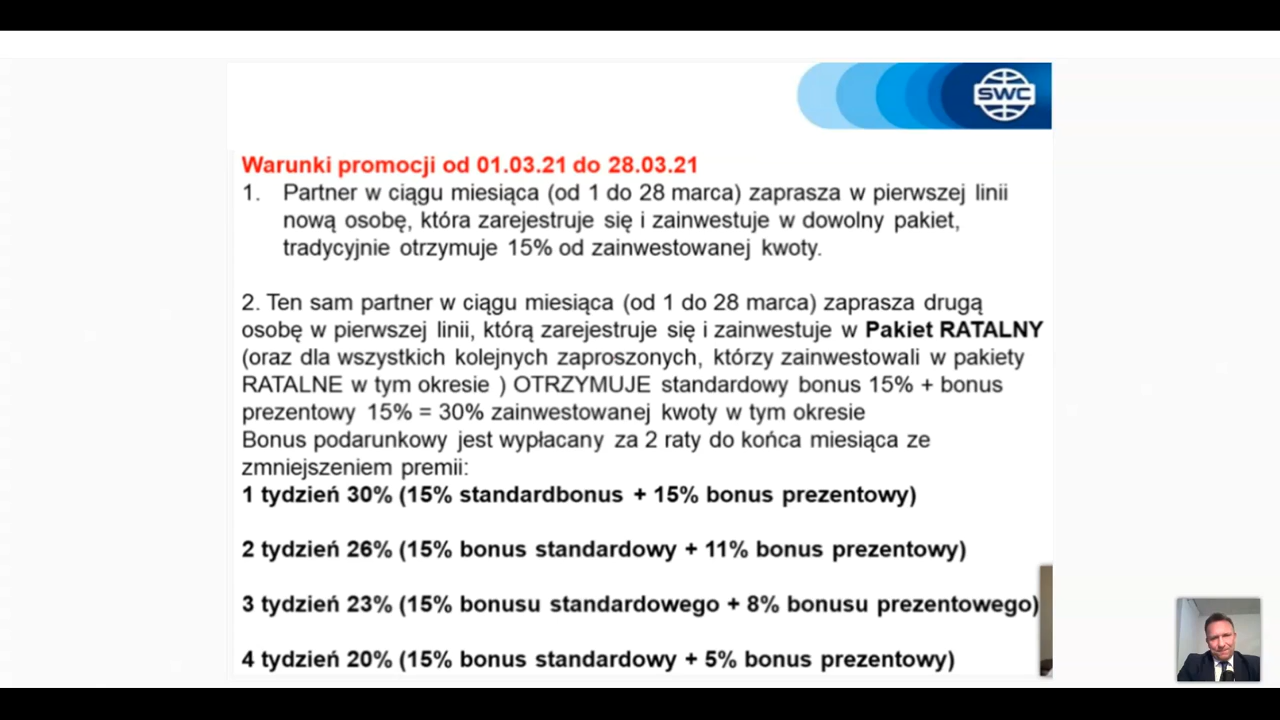 SWC
Warunki promocji od 01.03.21 do 28.03.21
1. Partner w ciągu miesiąca (od 1 do 28 marca) zaprasza w pierwszej linii
nową osobę, która zarejestruje się i zainwestuje w dowolny pakiet,
tradycyjnie otrzymuje 15% od zainwestowanej kwoty.
2. Ten sam partner w ciągu miesiąca (od 1 do 28 marca) zaprasza drugą
osobę w pierwszej linii, którą zarejestruje się i zainwestuje w Pakiet RATALNY
(oraz dla wszystkich kolejnych zaproszonych, którzy zainwestowali w pakiety
RATALNE w tym okresie ) OTRZYMUJE standardowy bonus 15% + bonus
prezentowy 15% = 30% zainwestowanej kwoty w tym okresie
Bonus podarunkowy jest wypłacany za 2 raty do końca miesiąca ze
zmniejszeniem premii:
1 tydzień 30% (15% standardbonus + 15% bonus prezentowy)
2 tydzień 26% (15% bonus standardowy + 11% bonus prezentowy)
3 tydzień 23% (15% bonusu standardowego + 8% bonusu prezentowego)
4 tydzień 20% (15% bonus standardowy + 5% bonus prezentowy)